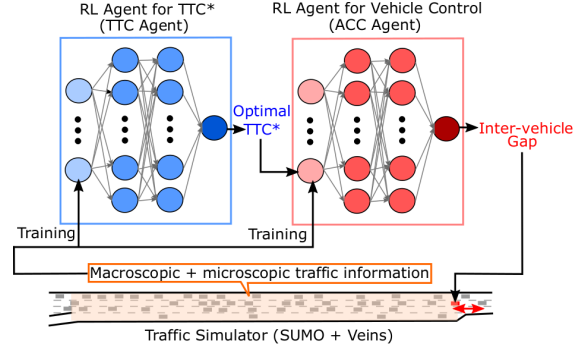 RL Agent for TTC*
(TTC Agent)
RL Agent for Vehicle Control
(ACC Agent)
Optimal
TTC*
Inter-vehicle
Gap
Training
Training
Macroscopic + microscopic traffic information
Traffic Simulator (SUMO + Veins)